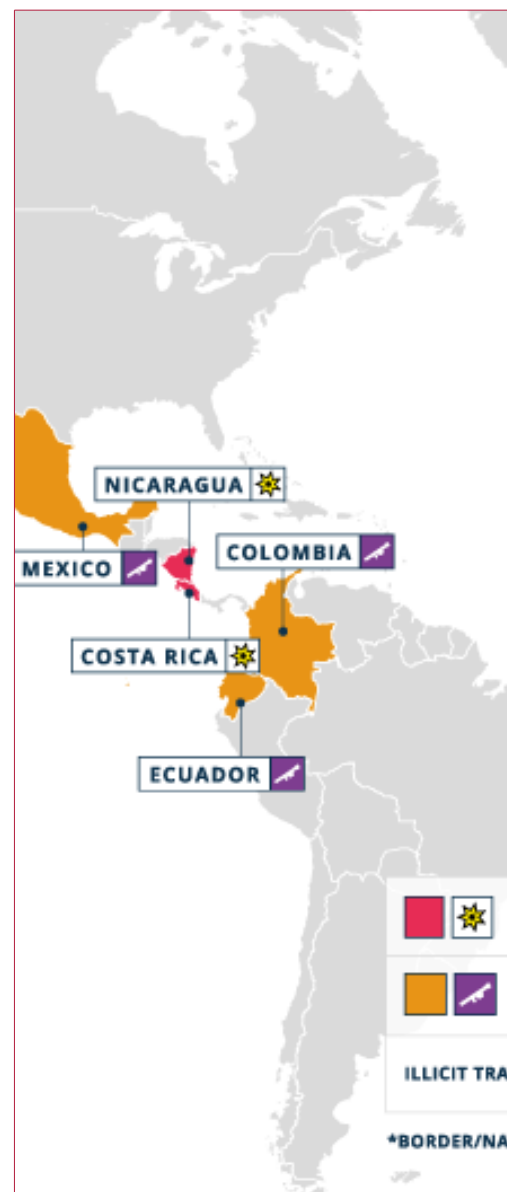 NICARAGUA
COLOMBIA
MEXICO
COSTA RICA
ECUADOR
ILLICIT TRA
*BORDER/NA